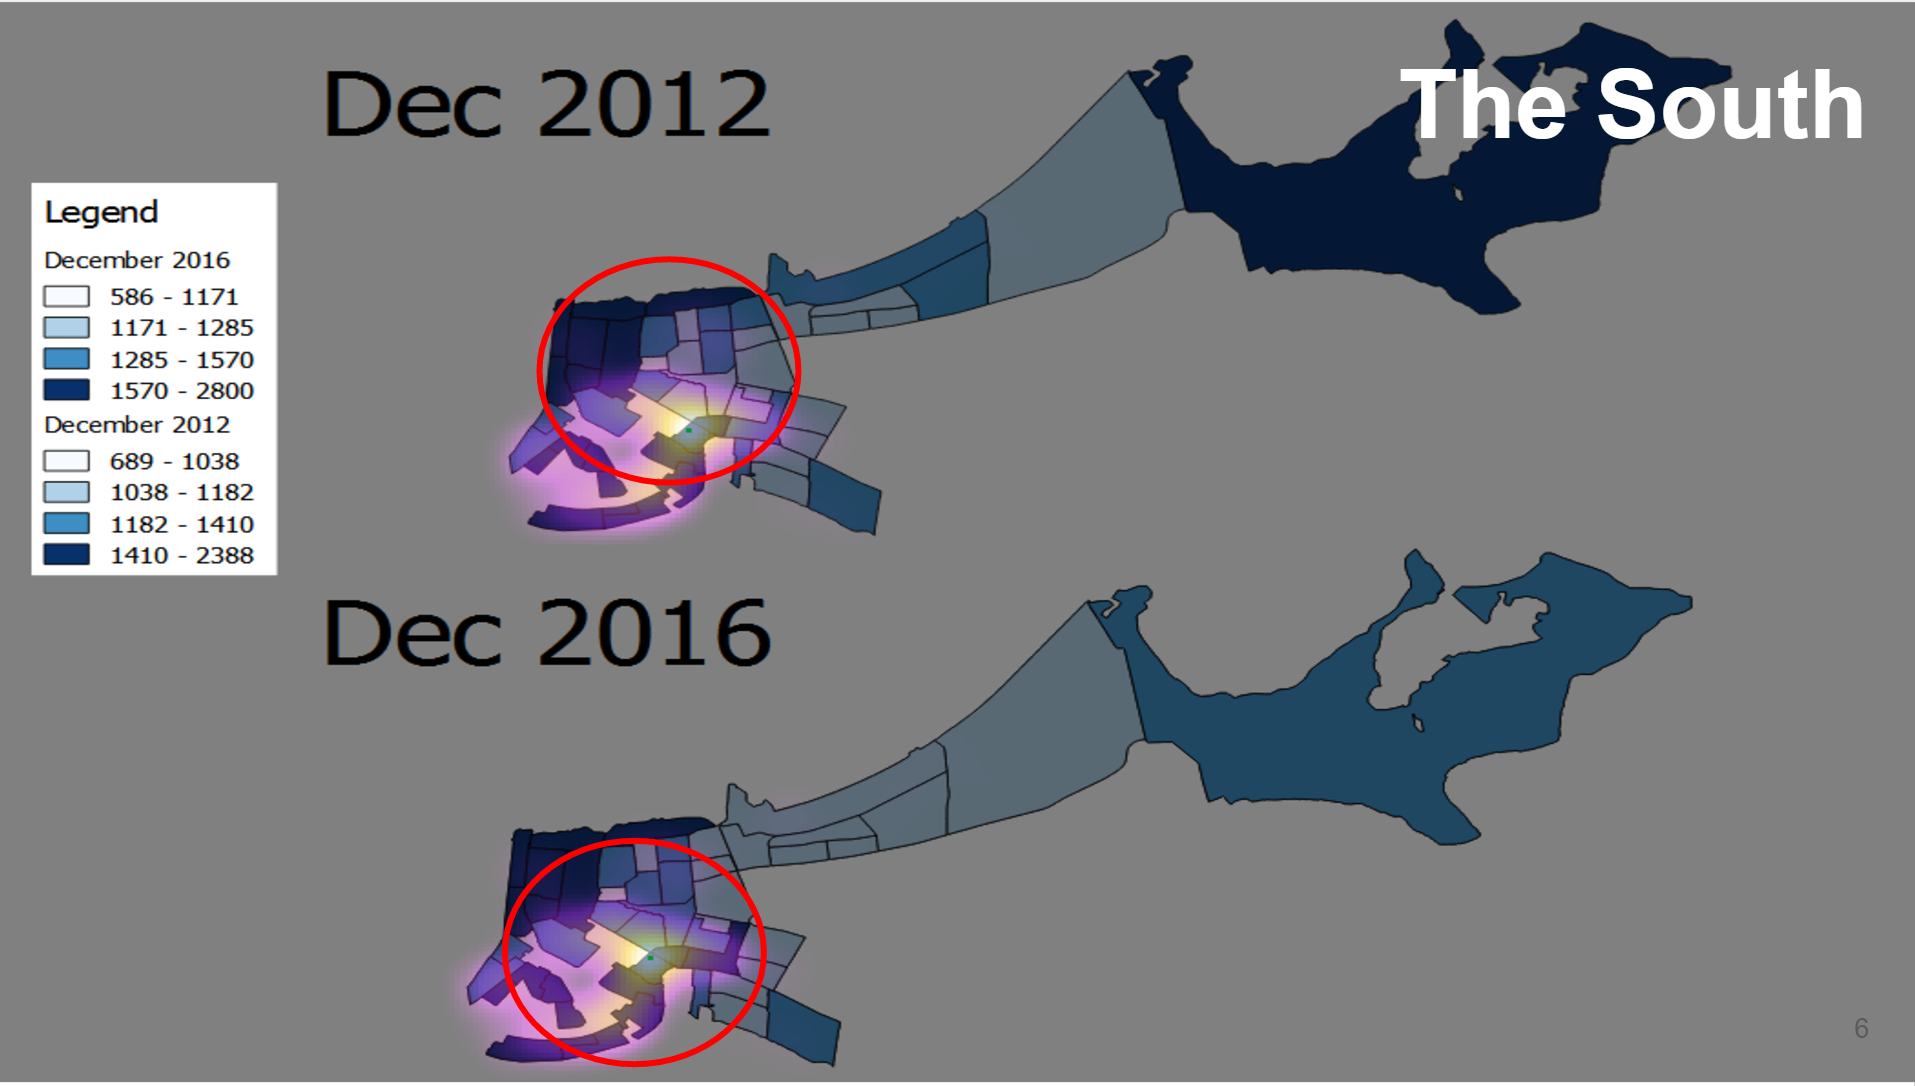 Dec 2012
The South
Legend
December 2016
586 - 1171
1171 - 1285
1285 - 1570
1570 - 2800
December 2012
689 - 1038
1038 - 1182
1182 - 1410
1410 - 2388
Dec 2016
6